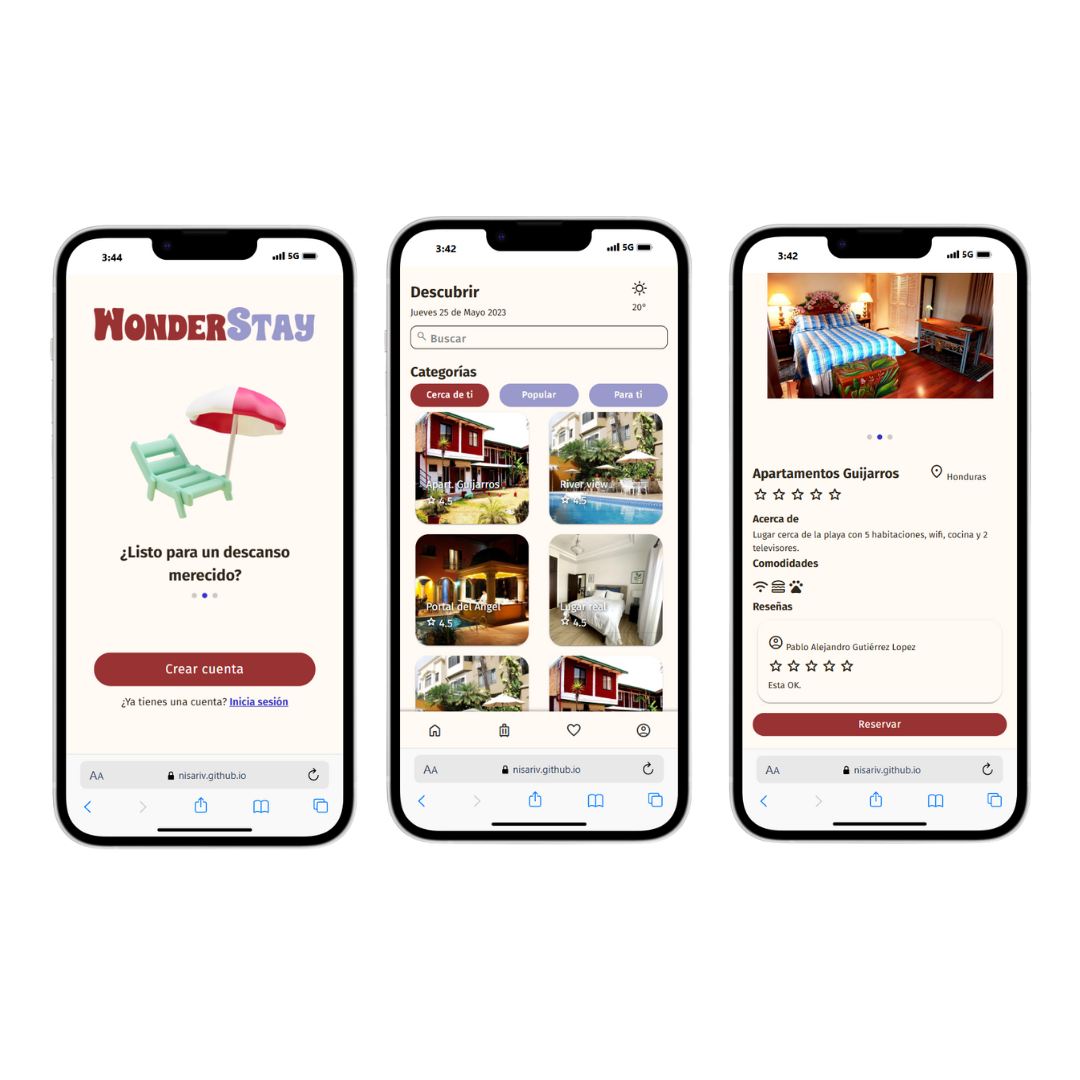 3:44
5G
WonderStay
¿Listo para un descanso
merecido?
Crear cuenta
¿Ya tienes una cuenta? Inicia sesión
AA
nisariv.github.io
3:42
5G
Descubrir
Jueves 25 de Mayo 2023
20°
Buscar
Categorías
Cerca de ti
Popular
Para ti
Apart. Guijarros
4.5
River view
4.5
Portal del Angel
4.5
Lugar real
4.5
AA
nisariv.github.io
3:42
5G
Apartamentos Guijarros
Honduras
Acerca de
Lugar cerca de la playa con 5 habitaciones, wifi, cocina y 2
televisores.
Comodidades
Reseñas
Pablo Alejandro Gutiérrez Lopez
Esta OK.
Reservar
AA
nisariv.github.io